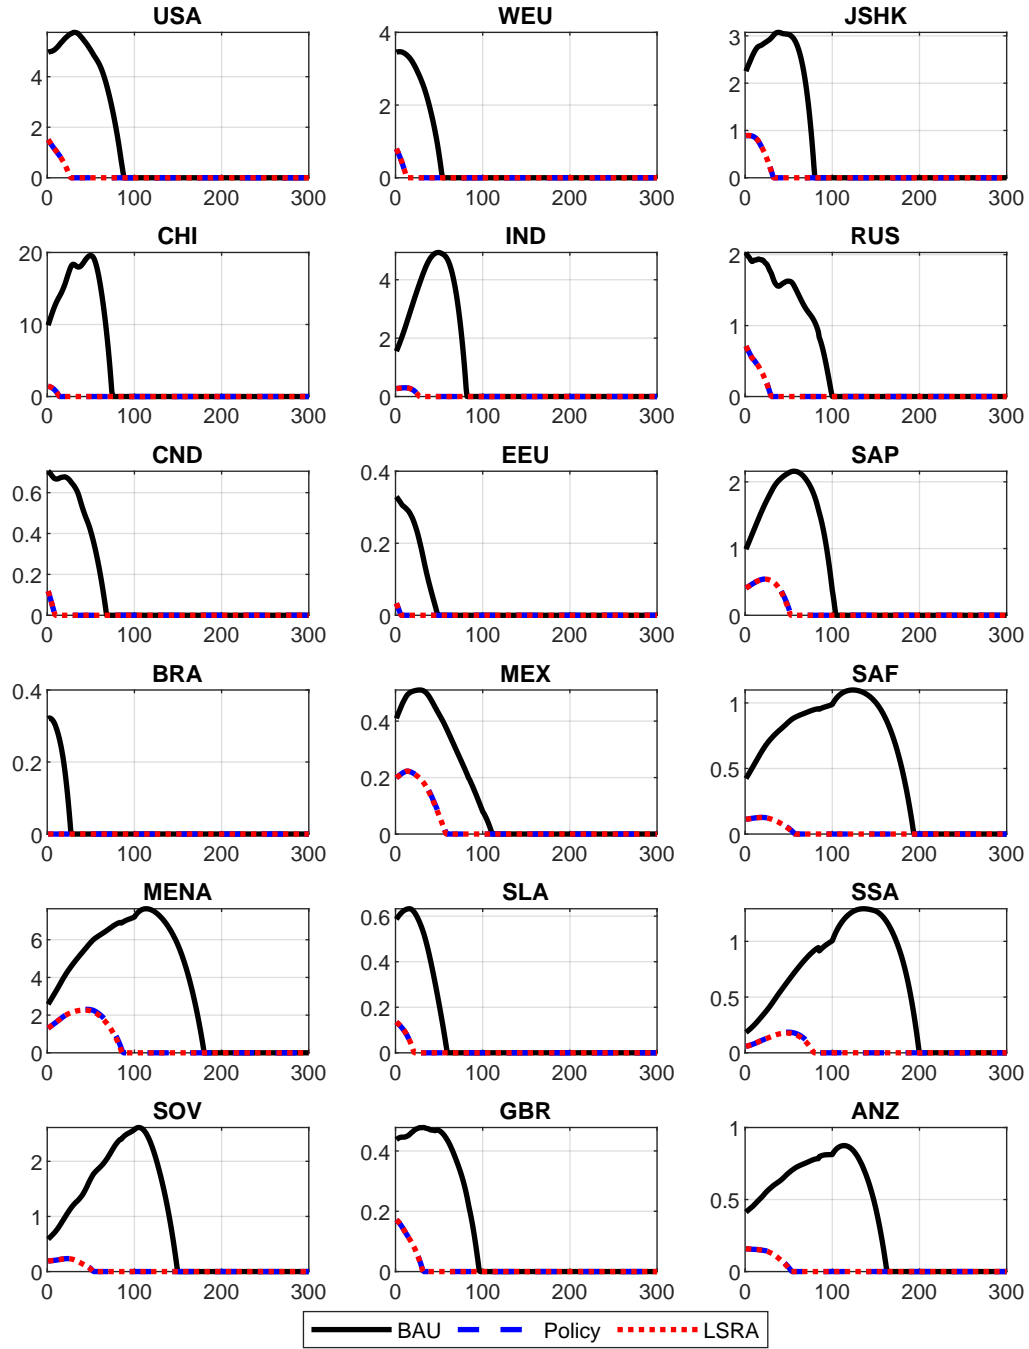 USA WEU JSHK
4 2 0
4 2 0
3 2 1 0
0 100 200 300 0 100 200 300 0 100 200 300
CHI IND RUS
20 10 0
4 2 0
2 1 0
0 100 200 300 0 100 200 300 0 100 200 300
CND EEU SAP
0.6 0.4 0.2 0
0.4 0.2 0
2 1 0
0 100 200 300 0 100 200 300 0 100 200 300
BRA MEX SAF
0.4 0.2 0
0.4 0.2 0
1 0.5 0
0 100 200 300 0 100 200 300 0 100 200 300
MENA SLA SSA
6 4 2 0
0.6 0.4 0.2 0
1 0.5 0
0 100 200 300 0 100 200 300 0 100 200 300
SOV GBR ANZ
2 1 0
0.4 0.2 0
1 0.5 0
0 100 200 300 0 100 200 300 0 100 200 300
BAU Policy LSRA